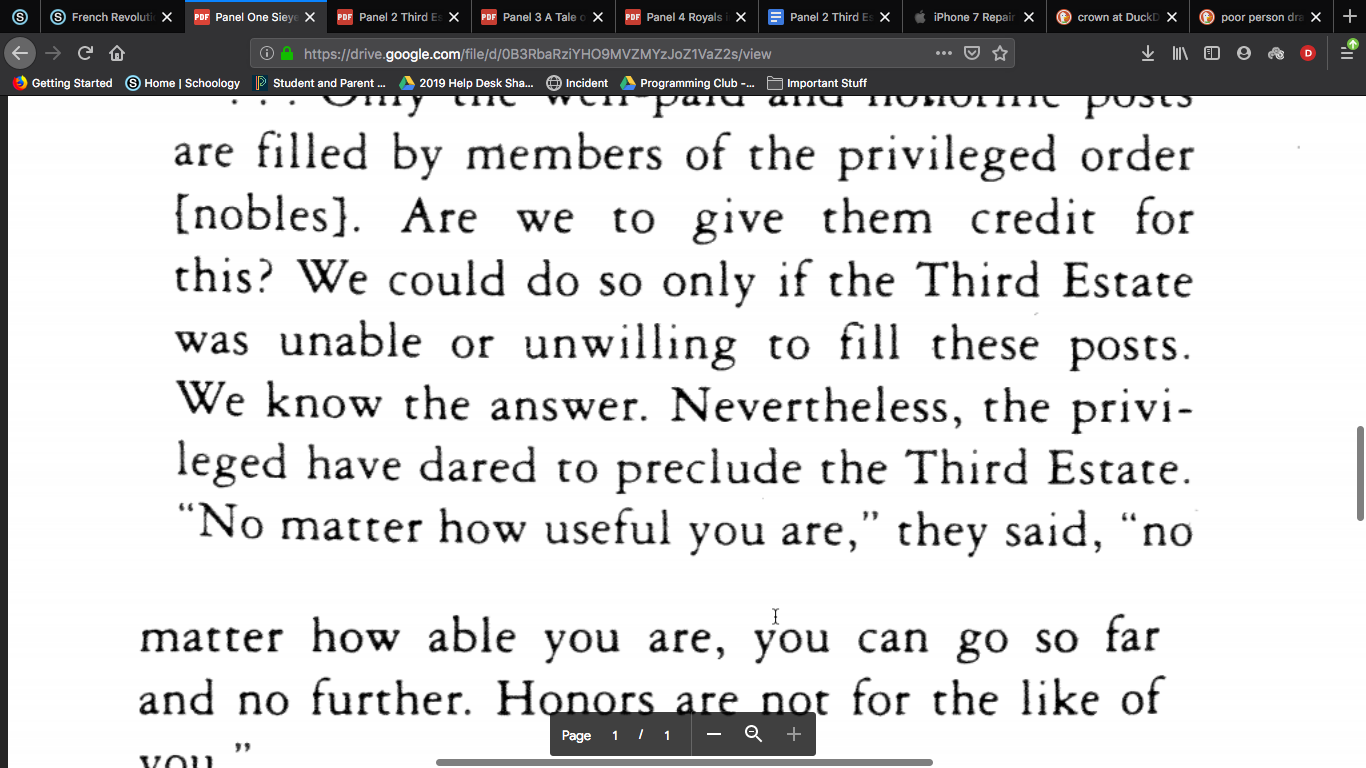 French Revoluti
Panel One Sieye
Panel 2 Third Es
Panel 3 A Tale o
Panel 4 Royals i
Panel 2 Third Es
iPhone 7 Repair
crown at DuckD
poor person dra
https://drive.google.com/file/d/0B3RbaRziYHO9MVZMYzJoZ1VaZ2s/view
Getting Started
Home | Schoology
Student and Parent ...
2019 Help Desk Sha...
Incident
Programming Club -...
Important Stuff
. . . Only the well-paid and honorific posts
are filled by members of the privileged order
[nobles]. Are we to give them credit for
this? We could do so only if the Third Estate
was unable or unwilling to fill these posts.
We know the answer. Nevertheless, the privi-
leged have dared to preclude the Third Estate.
“No matter how useful you are,” they said, “no
matter how able you are, you can go so far
and no further. Honors are not for the like of
you.”
Page 1 / 1